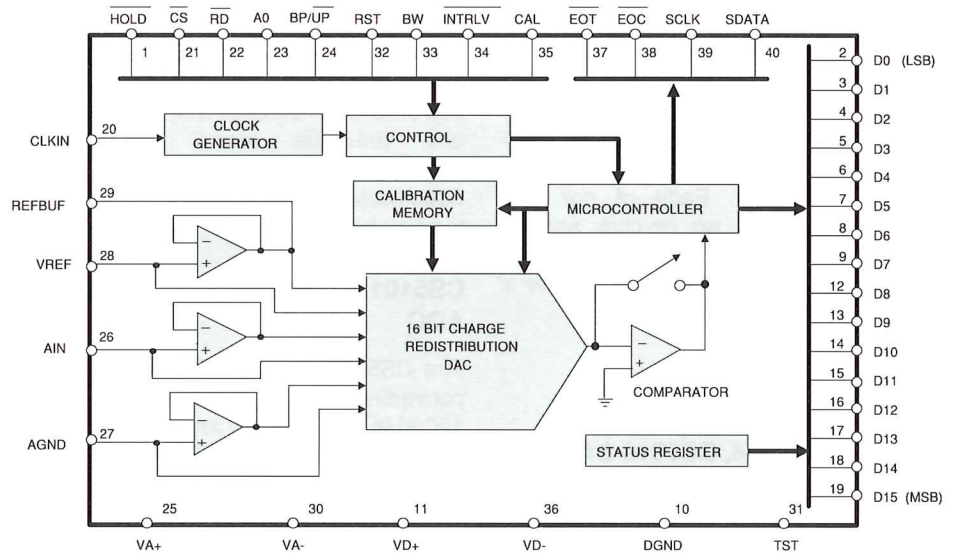 HOLD CS RD A0 BP/UP RST BW INTRLV CAL EOT EOC SCLK SDATA
1 21 22 23 24 32 33 34 35 37 38 39 40
2 D0 (LSB)
3 D1
4 D2
5 D3
6 D4
7 D5
8 D6
9 D7
12 D8
13 D9
14 D10
15 D11
16 D12
17 D13
18 D14
19 D15 (MSB)
CLKIN 20
CLOCK
GENERATOR
CONTROL
REFBUF 29
CALIBRATION
MEMORY
MICROCONTROLLER
VREF 28
−
+
AIN 26
−
+
AGND 27
−
+
16 BIT CHARGE
REDISTRIBUTION
DAC
−
+
COMPARATOR
STATUS REGISTER
25 30 11 36 10 31
VA+ VA- VD+ VD- DGND TST